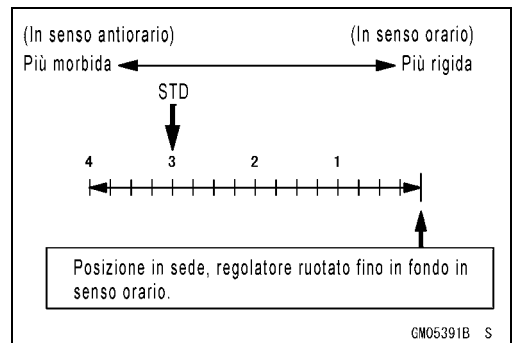 (In senso antiorario) (In senso orario)
Più morbida Più rigida
STD
4 3 2 1
Posizione in sede, regolatore ruotato fino in fondo in
senso orario.
GM05391B S